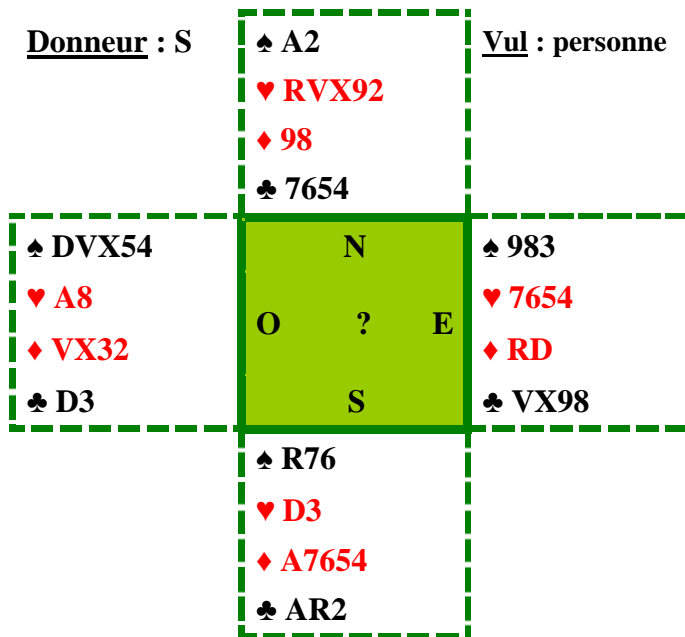 Donneur : S
Vul : personne
♠ A2
♥ RVX92
♦ 98
♣ 7654
♠ DVX54
♥ A8
♦ VX32
♣ D3
N
O ? E
S
♠ 983
♥ 7654
♦ RD
♣ VX98
♠ R76
♥ D3
♦ A7654
♣ AR2